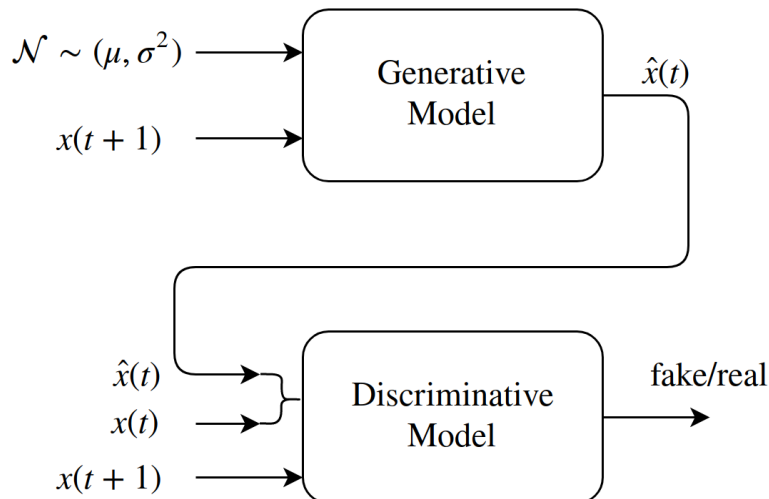 𝒩 ~ (μ, σ²)
Generative
Model
x̂(t)
x(t + 1)
x̂(t)
x(t)
x(t + 1)
Discriminative
Model
fake/real